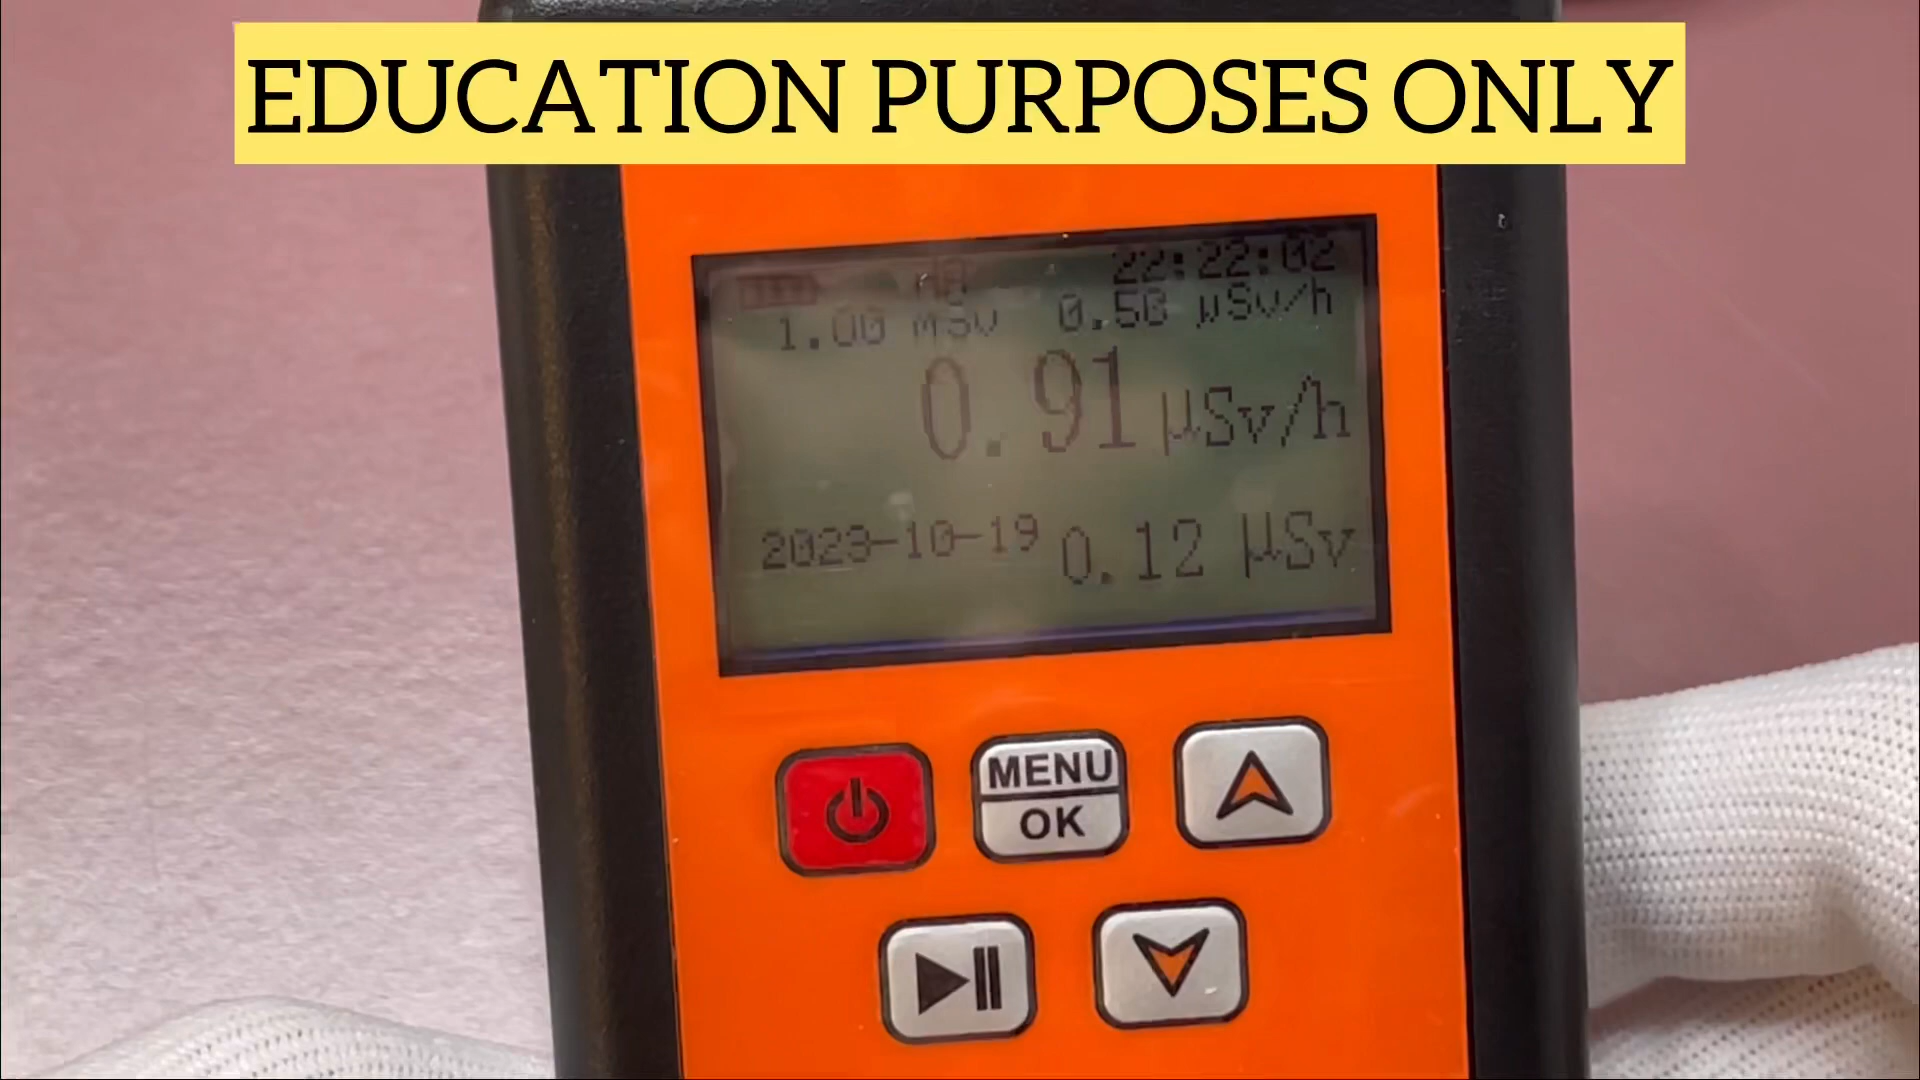 EDUCATION PURPOSES ONLY
22:22:02
1.00 mSv 0.50 μSv/h
0.91 μSv/h
2023-10-19 0.12 μSv
MENU
OK